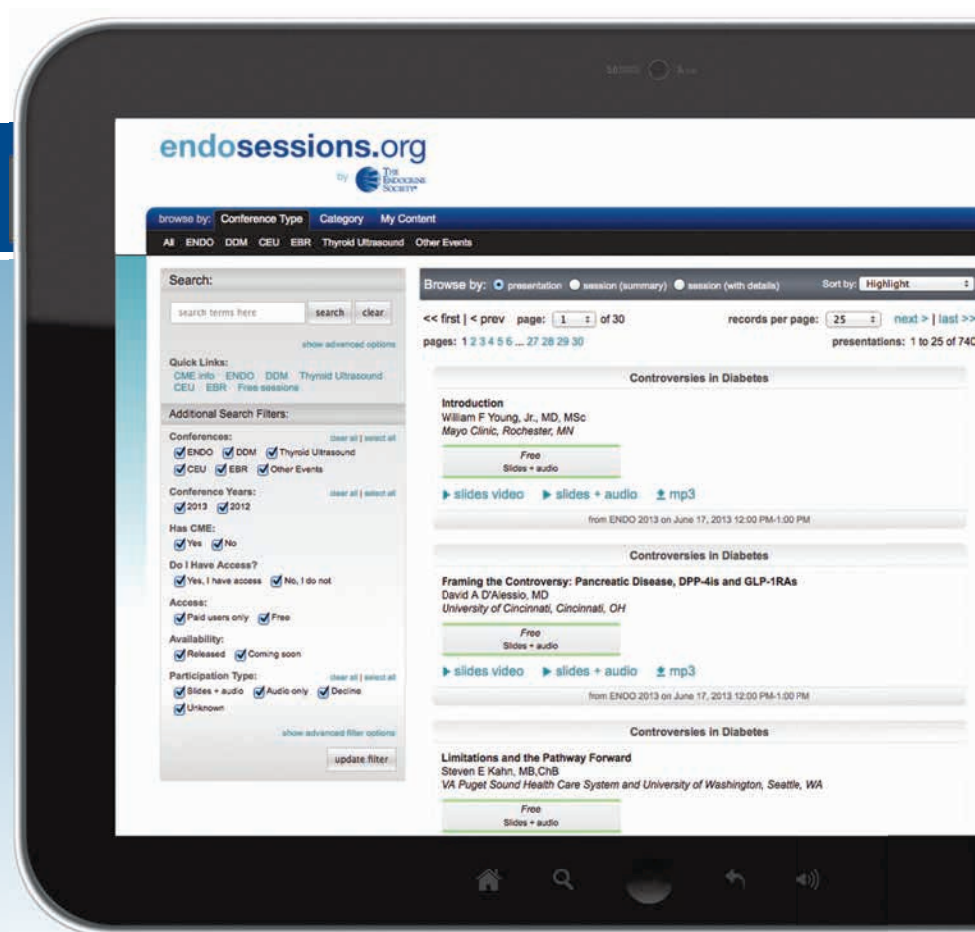 endosessions.org
by THE ENDOCRINE SOCIETY
browse by: Conference Type Category My Content
All ENDO DDM CEU EBR Thyroid Ultrasound Other Events
Search:
search terms here search clear
show advanced options
Quick Links:
CME info ENDO DDM Thyroid Ultrasound
CEU EBR Free sessions
Additional Search Filters:
Conferences: clear all | select all
ENDO DDM Thyroid Ultrasound
CEU EBR Other Events
Conference Years: clear all | select all
2013 2012
Has CME:
Yes No
Do I Have Access?
Yes, I have access No, I do not
Access:
Paid users only Free
Availability:
Released Coming soon
Participation Type: clear all | select all
Slides + audio Audio only Decline
Unknown
show advanced filter options
update filter
Browse by: presentation session (summary) session (with details) Sort by: Highlight
<< first | < prev page: 1 of 30 records per page: 25 next > | last >>
pages: 1 2 3 4 5 6 ... 27 28 29 30 presentations: 1 to 25 of 740
Controversies in Diabetes
Introduction
William F Young, Jr., MD, MSc
Mayo Clinic, Rochester, MN
Free
Slides + audio
slides video slides + audio mp3
from ENDO 2013 on June 17, 2013 12:00 PM-1:00 PM
Controversies in Diabetes
Framing the Controversy: Pancreatic Disease, DPP-4is and GLP-1RAs
David A D'Alessio, MD
University of Cincinnati, Cincinnati, OH
Free
Slides + audio
slides video slides + audio mp3
from ENDO 2013 on June 17, 2013 12:00 PM-1:00 PM
Controversies in Diabetes
Limitations and the Pathway Forward
Steven E Kahn, MB,ChB
VA Puget Sound Health Care System and University of Washington, Seattle, WA
Free
Slides + audio